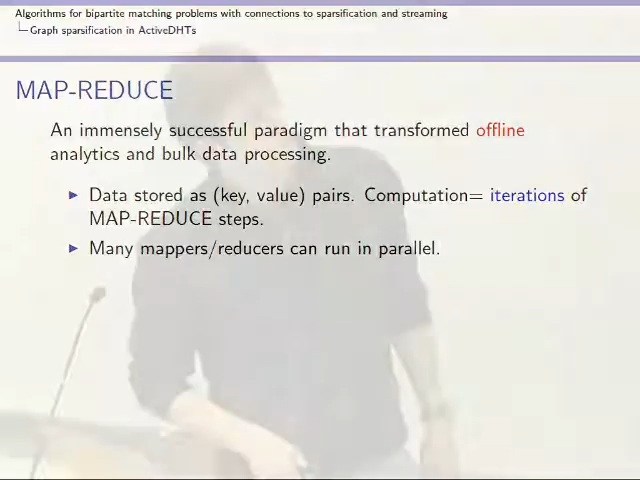 Algorithms for bipartite matching problems with connections to sparsification and streaming
Graph sparsification in ActiveDHTs
MAP-REDUCE
An immensely successful paradigm that transformed offline
analytics and bulk data processing.
Data stored as (key, value) pairs. Computation= iterations of
MAP-REDUCE steps.
Many mappers/reducers can run in parallel.